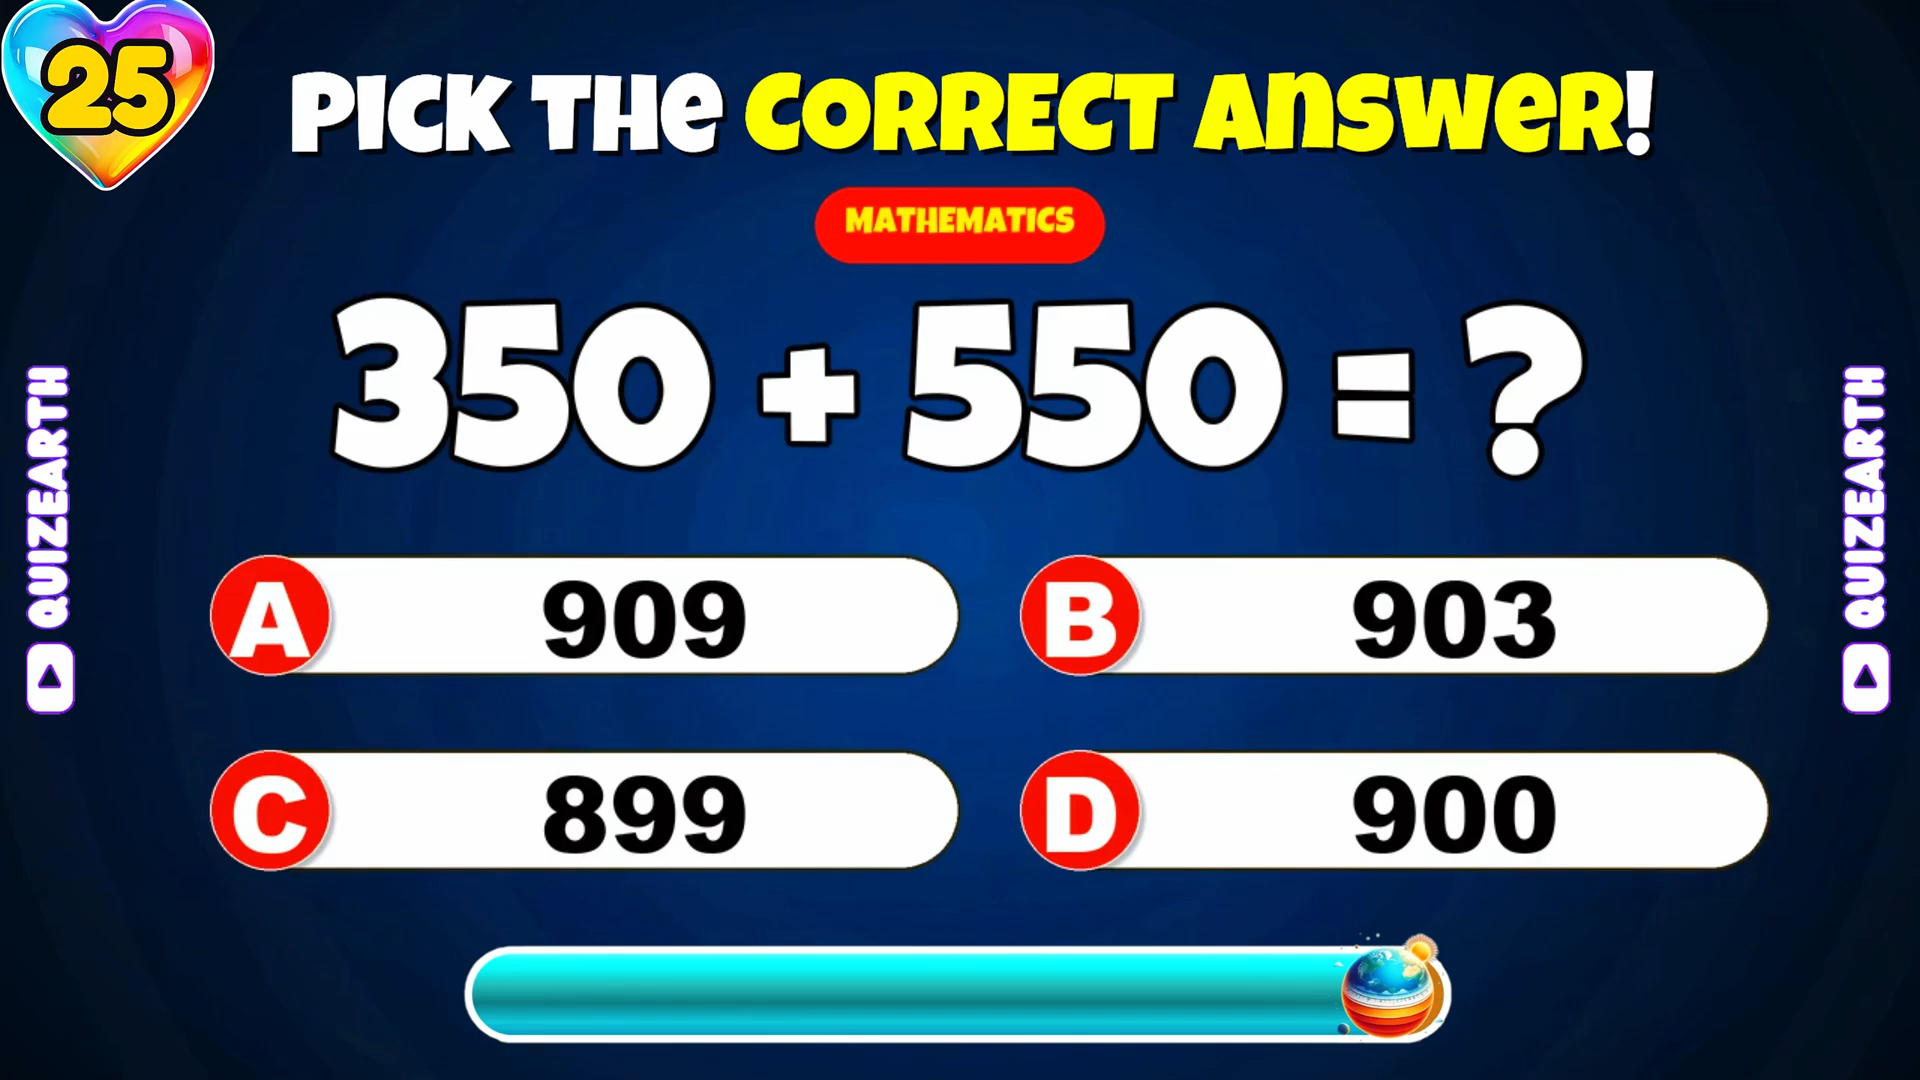 25
PICK THE CORRECT ANSWER!
MATHEMATICS
350 + 550 = ?
A 909
B 903
C 899
D 900
QUIZEARTH
QUIZEARTH